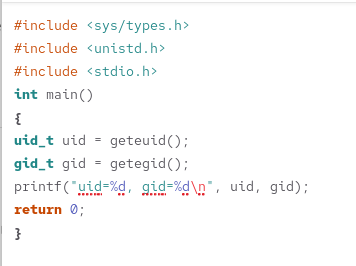 #include <sys/types.h>
#include <unistd.h>
#include <stdio.h>
int main()
{
uid_t uid = geteuid();
gid_t gid = getegid();
printf("uid=%d, gid=%d\n", uid, gid);
return 0;
}